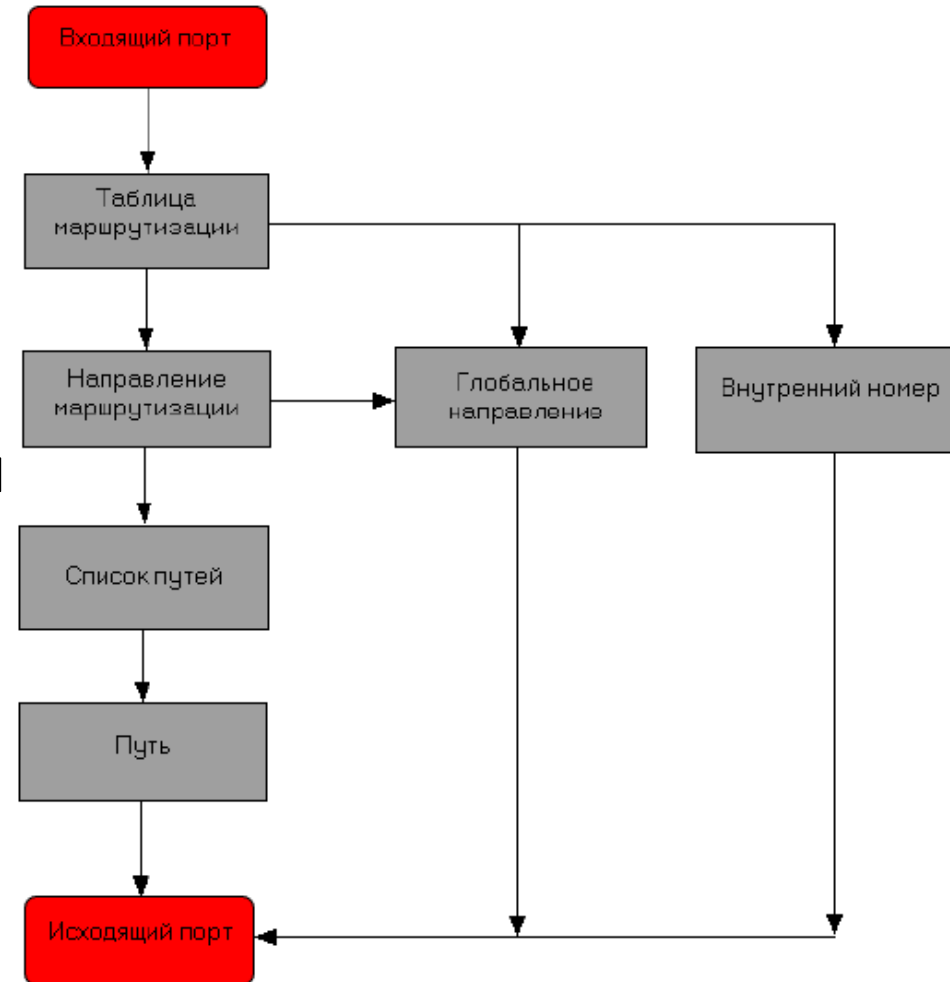 Входящий порт
Таблица
маршрутизации
Направление
маршрутизации
Глобальное
направление
Внутренний номер
Список путей
Путь
Исходящий порт